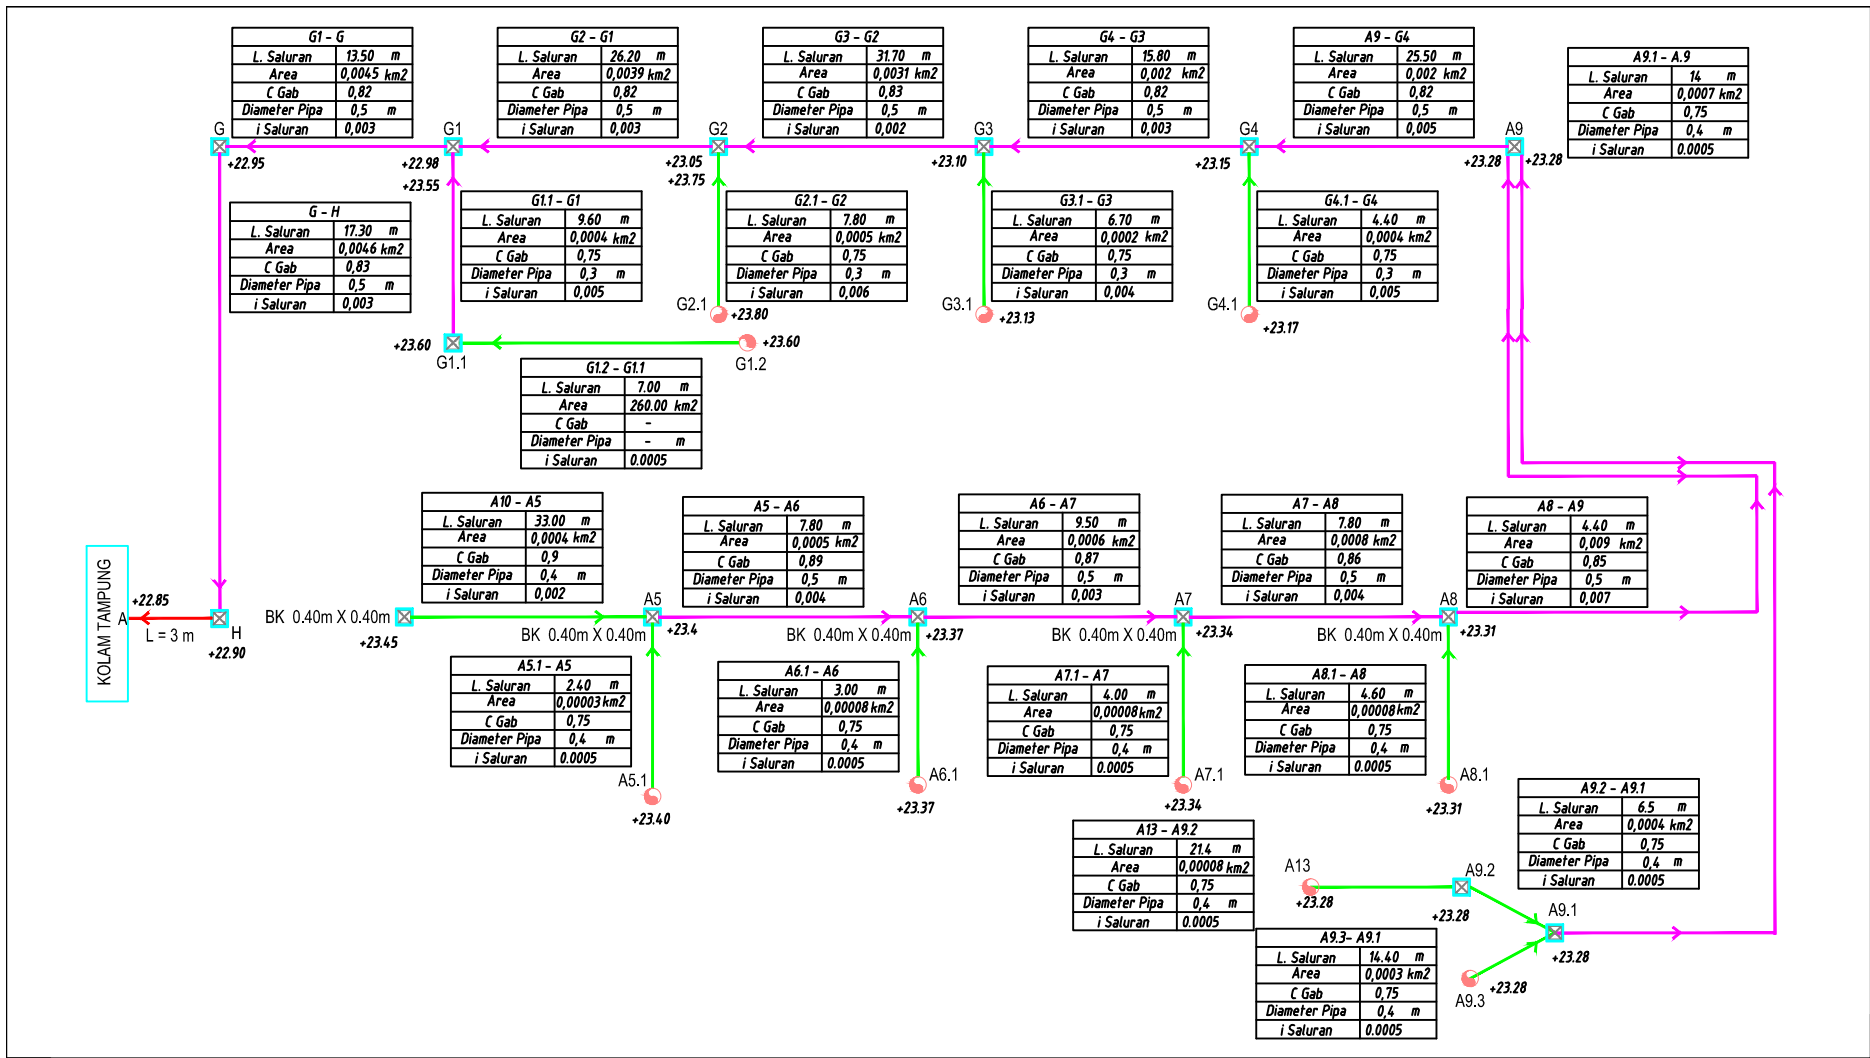 G1 - G
L. Saluran 13.50 m
Area 0,0045 km2
C Gab 0,82
Diameter Pipa 0,5 m
i Saluran 0,003
G2 - G1
L. Saluran 26.20 m
Area 0,0039 km2
C Gab 0,82
Diameter Pipa 0,5 m
i Saluran 0,003
G3 - G2
L. Saluran 31.70 m
Area 0,0031 km2
C Gab 0,83
Diameter Pipa 0,5 m
i Saluran 0,002
G4 - G3
L. Saluran 15.80 m
Area 0,002 km2
C Gab 0,82
Diameter Pipa 0,5 m
i Saluran 0,003
A9 - G4
L. Saluran 25.50 m
Area 0,002 km2
C Gab 0,82
Diameter Pipa 0,5 m
i Saluran 0,005
A9.1 - A.9
L. Saluran 14 m
Area 0,0007 km2
C Gab 0,75
Diameter Pipa 0,4 m
i Saluran 0.0005
G
+22.95
G1
+22.98
+23.55
G2
+23.05
+23.75
G3
+23.10
G4
+23.15
A9
+23.28
+23.28
G - H
L. Saluran 17.30 m
Area 0,0046 km2
C Gab 0,83
Diameter Pipa 0,5 m
i Saluran 0,003
G1.1 - G1
L. Saluran 9.60 m
Area 0,0004 km2
C Gab 0,75
Diameter Pipa 0,3 m
i Saluran 0,005
G2.1 - G2
L. Saluran 7.80 m
Area 0,0005 km2
C Gab 0,75
Diameter Pipa 0,3 m
i Saluran 0,006
G3.1 - G3
L. Saluran 6.70 m
Area 0,0002 km2
C Gab 0,75
Diameter Pipa 0,3 m
i Saluran 0,004
G4.1 - G4
L. Saluran 4.40 m
Area 0,0004 km2
C Gab 0,75
Diameter Pipa 0,3 m
i Saluran 0,005
G2.1 +23.80
G3.1 +23.13
G4.1 +23.17
+23.60
G1.1
+23.60
G1.2
G1.2 - G1.1
L. Saluran 7.00 m
Area 260.00 km2
C Gab -
Diameter Pipa - m
i Saluran 0.0005
A10 - A5
L. Saluran 33.00 m
Area 0,0004 km2
C Gab 0,9
Diameter Pipa 0,4 m
i Saluran 0,002
A5 - A6
L. Saluran 7.80 m
Area 0,0005 km2
C Gab 0,89
Diameter Pipa 0,5 m
i Saluran 0,004
A6 - A7
L. Saluran 9.50 m
Area 0,0006 km2
C Gab 0,87
Diameter Pipa 0,5 m
i Saluran 0,003
A7 - A8
L. Saluran 7.80 m
Area 0,0008 km2
C Gab 0,86
Diameter Pipa 0,5 m
i Saluran 0,004
A8 - A9
L. Saluran 4.40 m
Area 0,009 km2
C Gab 0,85
Diameter Pipa 0,5 m
i Saluran 0,007
KOLAM TAMPUNG
+22.85
A
L = 3 m
H
+22.90
BK 0.40m X 0.40m
+23.45
A5
BK 0.40m X 0.40m
+23.4
A6
BK 0.40m X 0.40m
+23.37
A7
BK 0.40m X 0.40m
+23.34
A8
BK 0.40m X 0.40m
+23.31
A5.1 - A5
L. Saluran 2.40 m
Area 0,00003 km2
C Gab 0,75
Diameter Pipa 0,4 m
i Saluran 0.0005
A6.1 - A6
L. Saluran 3.00 m
Area 0,00008 km2
C Gab 0,75
Diameter Pipa 0,4 m
i Saluran 0.0005
A7.1 - A7
L. Saluran 4.00 m
Area 0,00008 km2
C Gab 0,75
Diameter Pipa 0,4 m
i Saluran 0.0005
A8.1 - A8
L. Saluran 4.60 m
Area 0,00008 km2
C Gab 0,75
Diameter Pipa 0,4 m
i Saluran 0.0005
A5.1
+23.40
A6.1
+23.37
A7.1
+23.34
A8.1
+23.31
A13 - A9.2
L. Saluran 21.4 m
Area 0,00008 km2
C Gab 0,75
Diameter Pipa 0,4 m
i Saluran 0.0005
A9.2 - A9.1
L. Saluran 6.5 m
Area 0,0004 km2
C Gab 0,75
Diameter Pipa 0,4 m
i Saluran 0.0005
A13
+23.28
A9.2
+23.28
A9.1
+23.28
A9.3- A9.1
L. Saluran 14.40 m
Area 0,0003 km2
C Gab 0,75
Diameter Pipa 0,4 m
i Saluran 0.0005
A9.3
+23.28